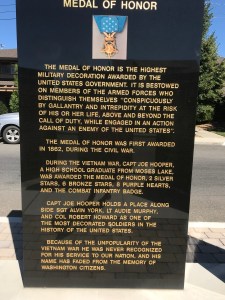 MEDAL OF HONOR
THE MEDAL OF HONOR IS THE HIGHEST
MILITARY DECORATION AWARDED BY THE
UNITED STATES GOVERNMENT. IT IS BESTOWED
ON MEMBERS OF THE ARMED FORCES WHO
DISTINGUISH THEMSELVES "CONSPICUOUSLY
BY GALLANTRY AND INTREPIDITY AT THE RISK
OF HIS OR HER LIFE, ABOVE AND BEYOND THE
CALL OF DUTY, WHILE ENGAGED IN AN ACTION
AGAINST AN ENEMY OF THE UNITED STATES".
THE MEDAL OF HONOR WAS FIRST AWARDED
IN 1862, DURING THE CIVIL WAR.
DURING THE VIETNAM WAR, CAPT JOE HOOPER,
A HIGH SCHOOL GRADUATE FROM MOSES LAKE,
WAS AWARDED THE MEDAL OF HONOR, 2 SILVER
STARS, 6 BRONZE STARS, 8 PURPLE HEARTS,
AND THE COMBAT INFANTRY BADGE.
CAPT JOE HOOPER HOLDS A PLACE ALONG
SIDE SGT ALVIN YORK, LT AUDIE MURPHY,
AND COL ROBERT HOWARD AS ONE OF
THE MOST DECORATED SOLDIERS IN THE
HISTORY OF THE UNITED STATES.
BECAUSE OF THE UNPOPULARITY OF THE
VIETNAM WAR HE WAS NEVER RECOGNIZED
FOR HIS SERVICE TO OUR NATION, AND HIS
NAME HAS FADED FROM THE MEMORY OF
WASHINGTON CITIZENS.